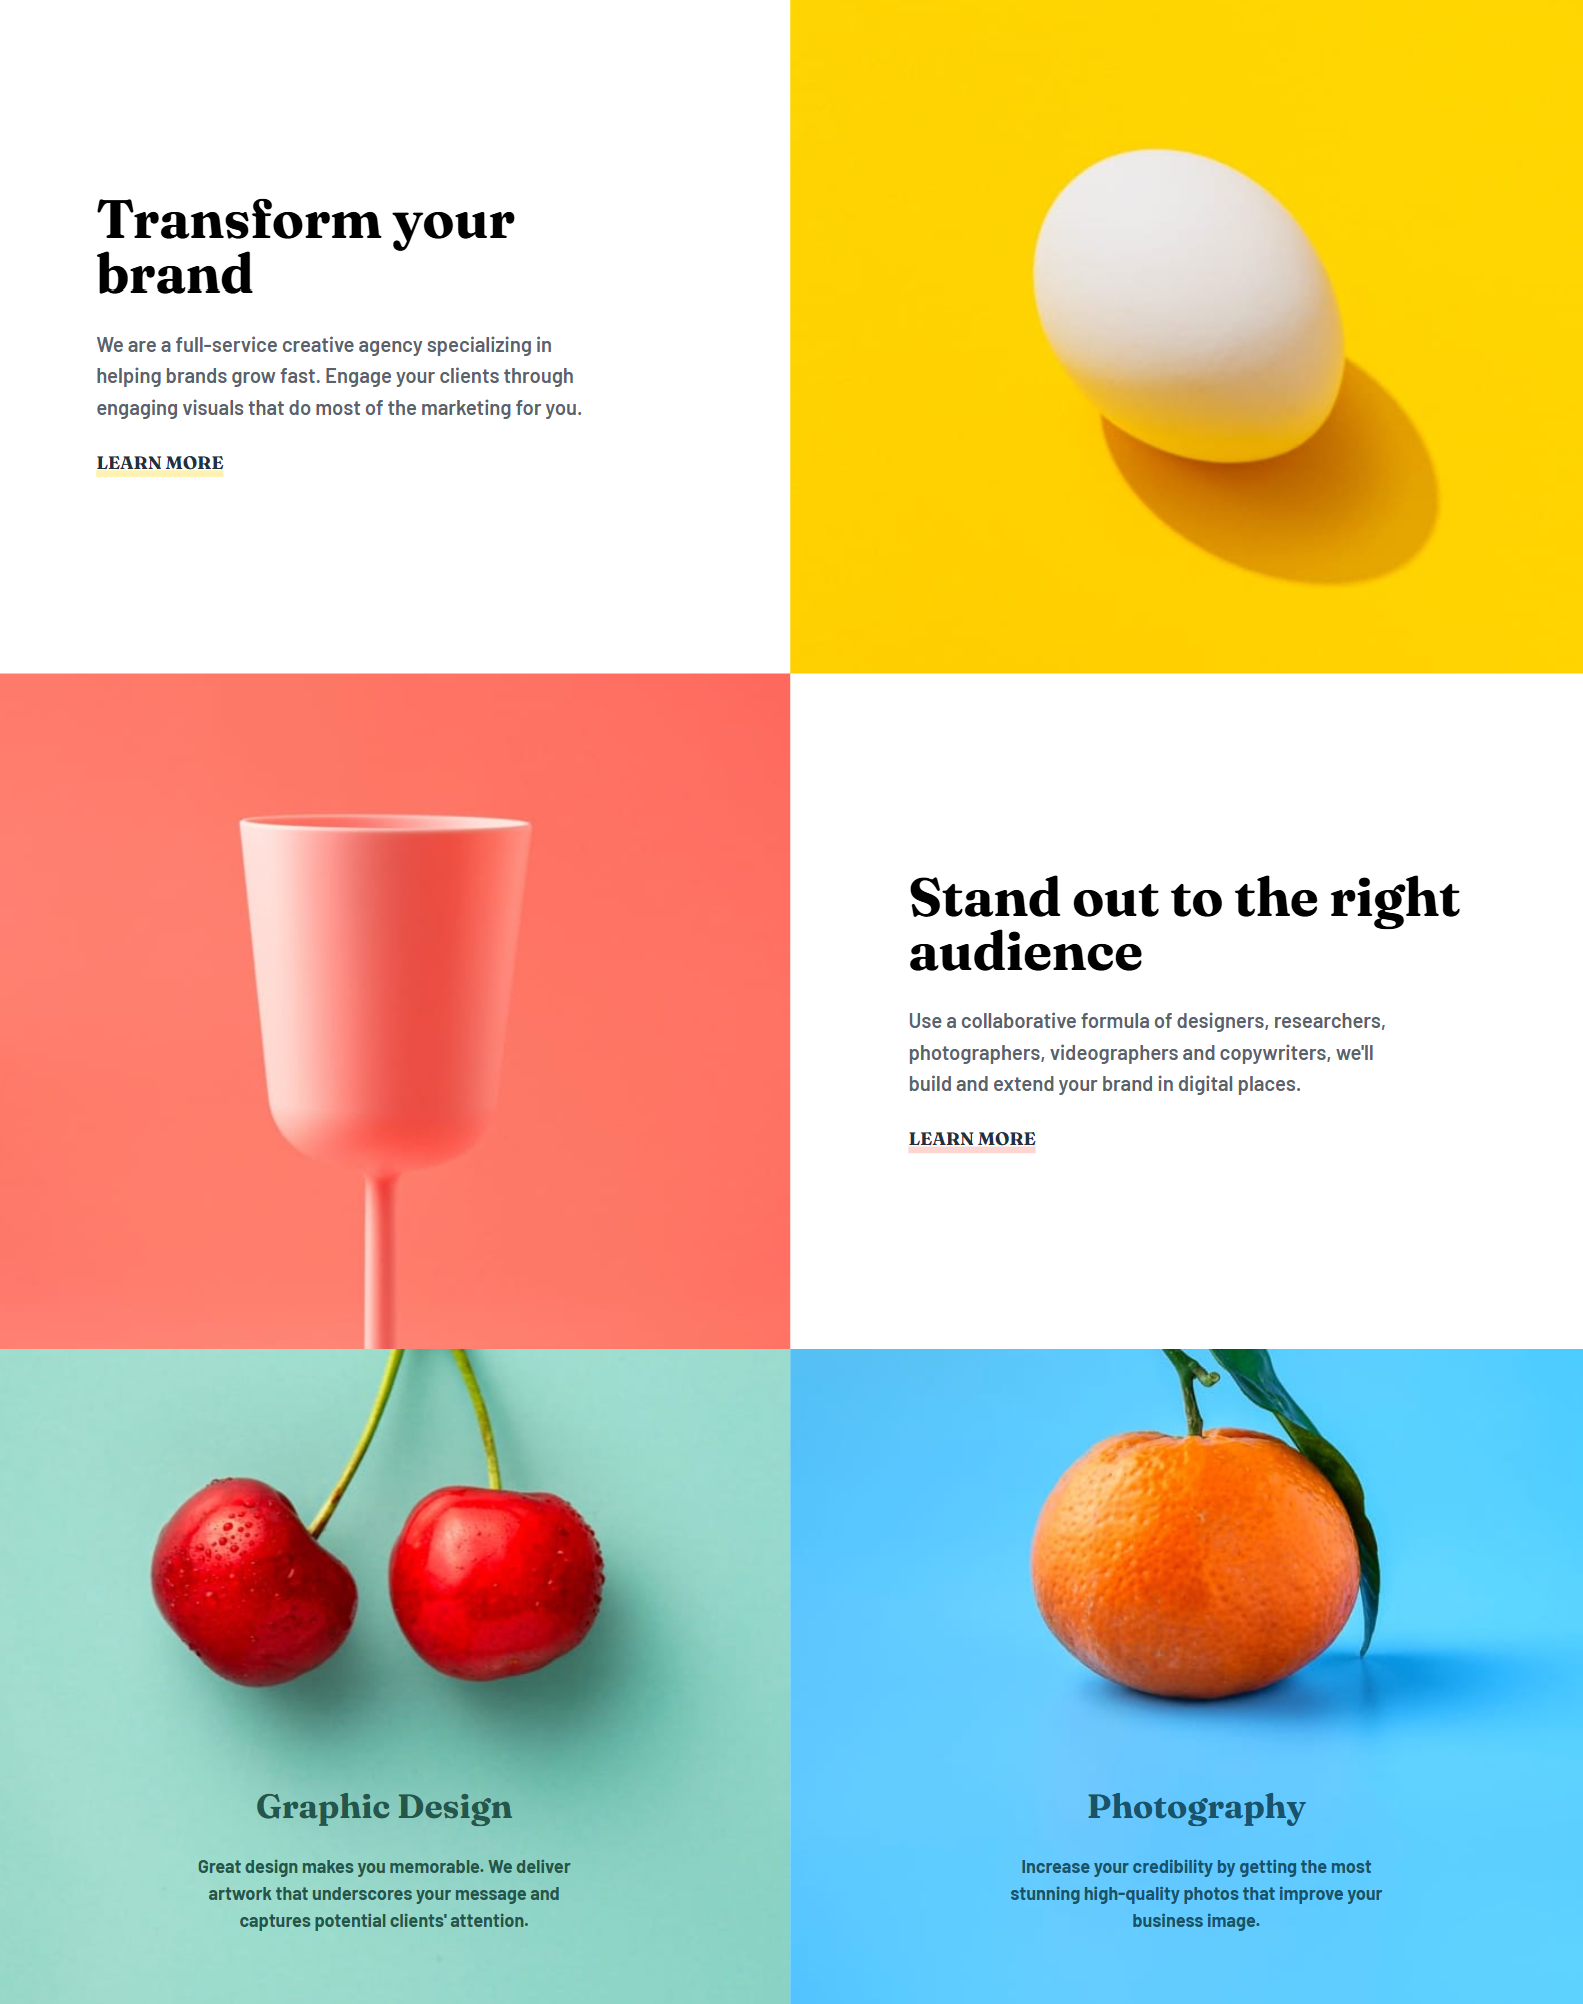 Transform your
brand
We are a full-service creative agency specializing in
helping brands grow fast. Engage your clients through
engaging visuals that do most of the marketing for you.
LEARN MORE
Stand out to the right
audience
Use a collaborative formula of designers, researchers,
photographers, videographers and copywriters, we'll
build and extend your brand in digital places.
LEARN MORE
Graphic Design
Great design makes you memorable. We deliver
artwork that underscores your message and
captures potential clients' attention.
Photography
Increase your credibility by getting the most
stunning high-quality photos that improve your
business image.